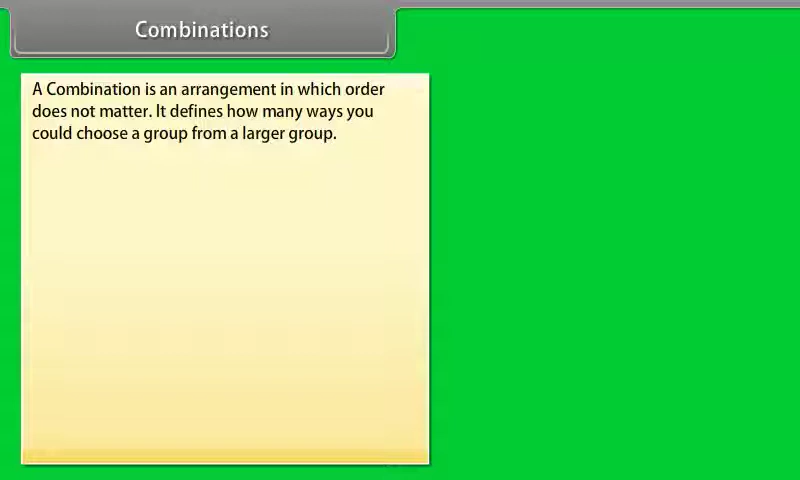 Combinations
A Combination is an arrangement in which order
does not matter. It defines how many ways you
could choose a group from a larger group.